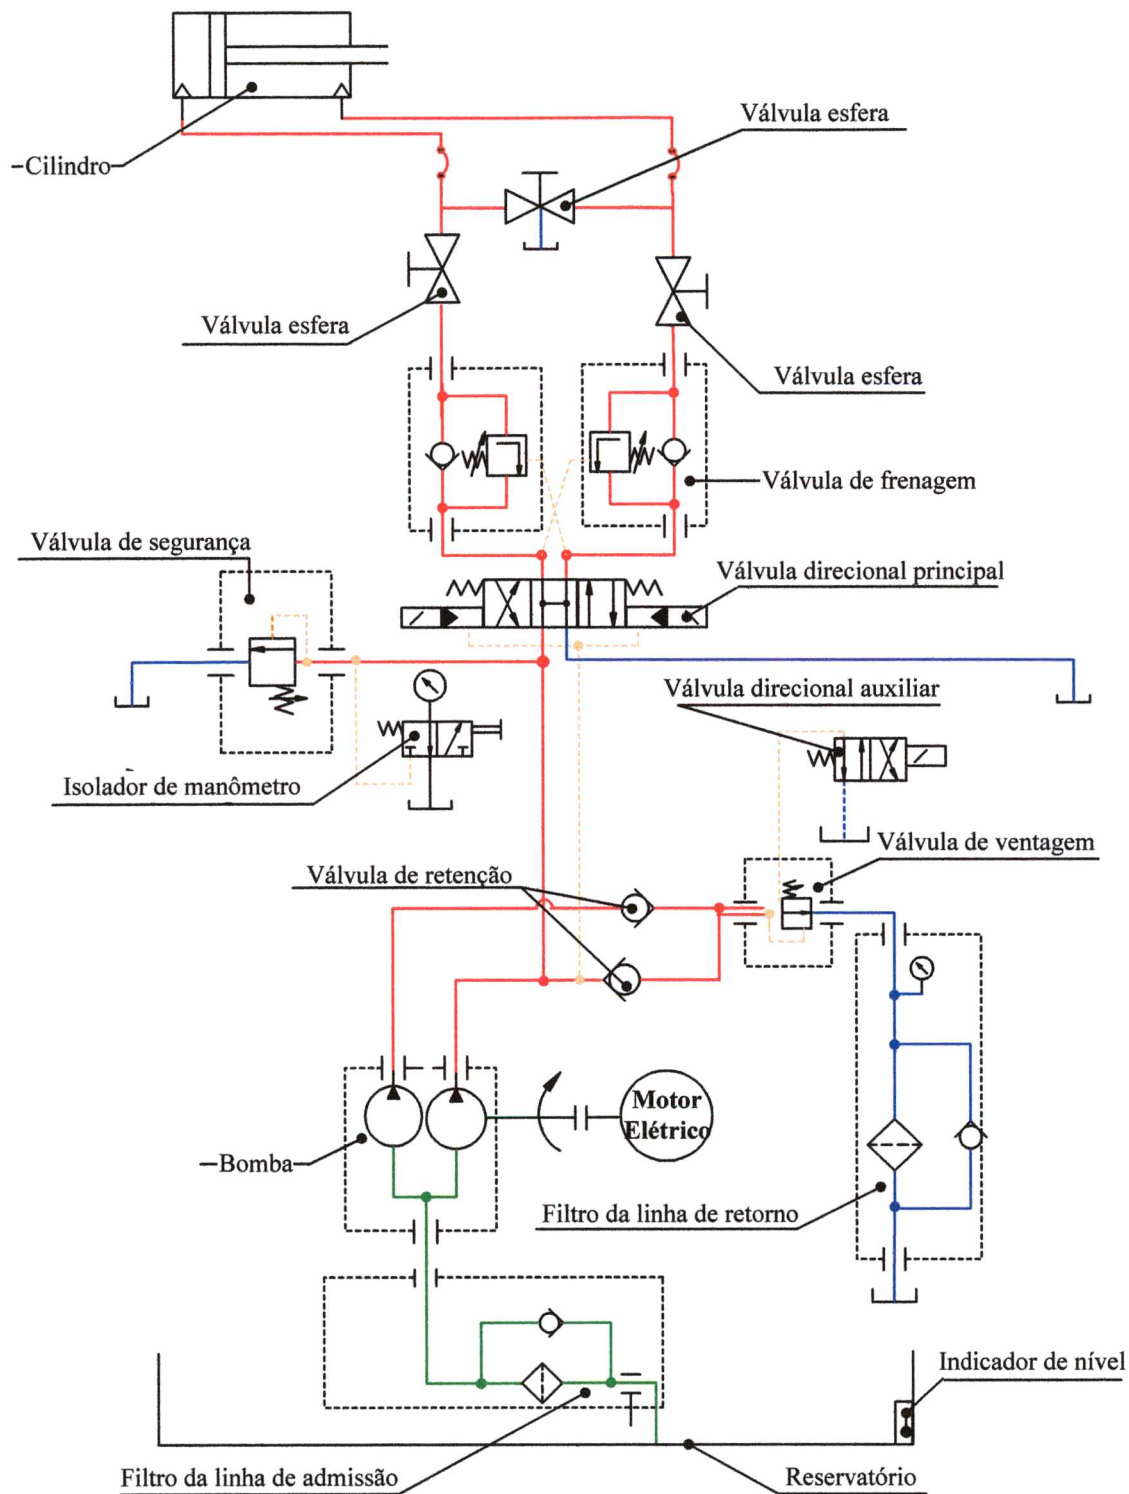 Válvula esfera
Cilindro
Válvula esfera
Válvula esfera
Válvula de frenagem
Válvula de segurança
Válvula direcional principal
Válvula direcional auxiliar
Isolador de manômetro
Válvula de ventagem
Válvula de retenção
Motor
Elétrico
Bomba
Filtro da linha de retorno
Indicador de nível
Filtro da linha de admissão
Reservatório